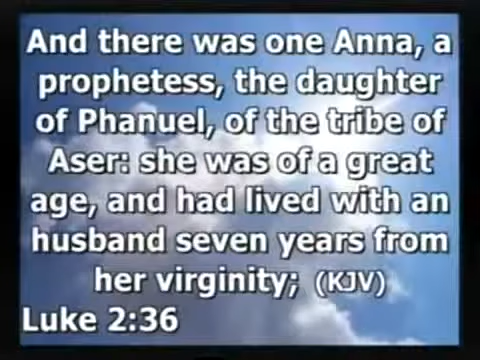 And there was one Anna, a
prophetess, the daughter
of Phanuel, of the tribe of
Aser: she was of a great
age, and had lived with an
husband seven years from
her virginity; (KJV)
Luke 2:36